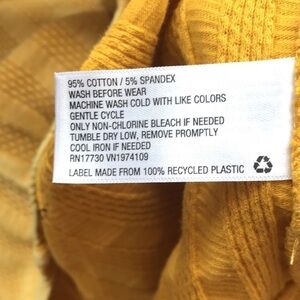 95% COTTON / 5% SPANDEX
WASH BEFORE WEAR
MACHINE WASH COLD WITH LIKE COLORS
GENTLE CYCLE
ONLY NON-CHLORINE BLEACH IF NEEDED
TUMBLE DRY LOW, REMOVE PROMPTLY
COOL IRON IF NEEDED
RN17730 VN1974109
LABEL MADE FROM 100% RECYCLED PLASTIC